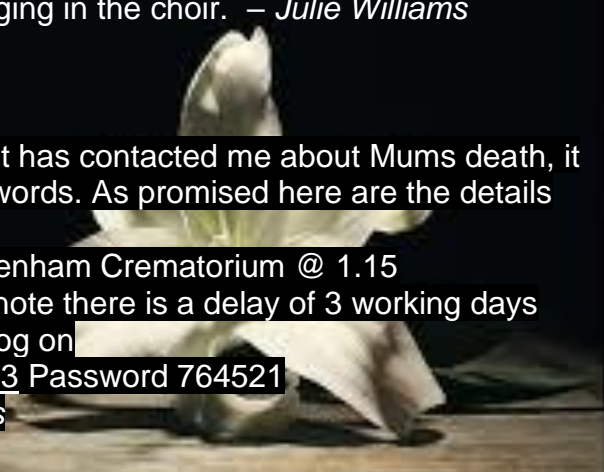 ging in the choir. – Julie Williams
t has contacted me about Mums death, it
words. As promised here are the details
enham Crematorium @ 1.15
note there is a delay of 3 working days
og on
3 Password 764521
s